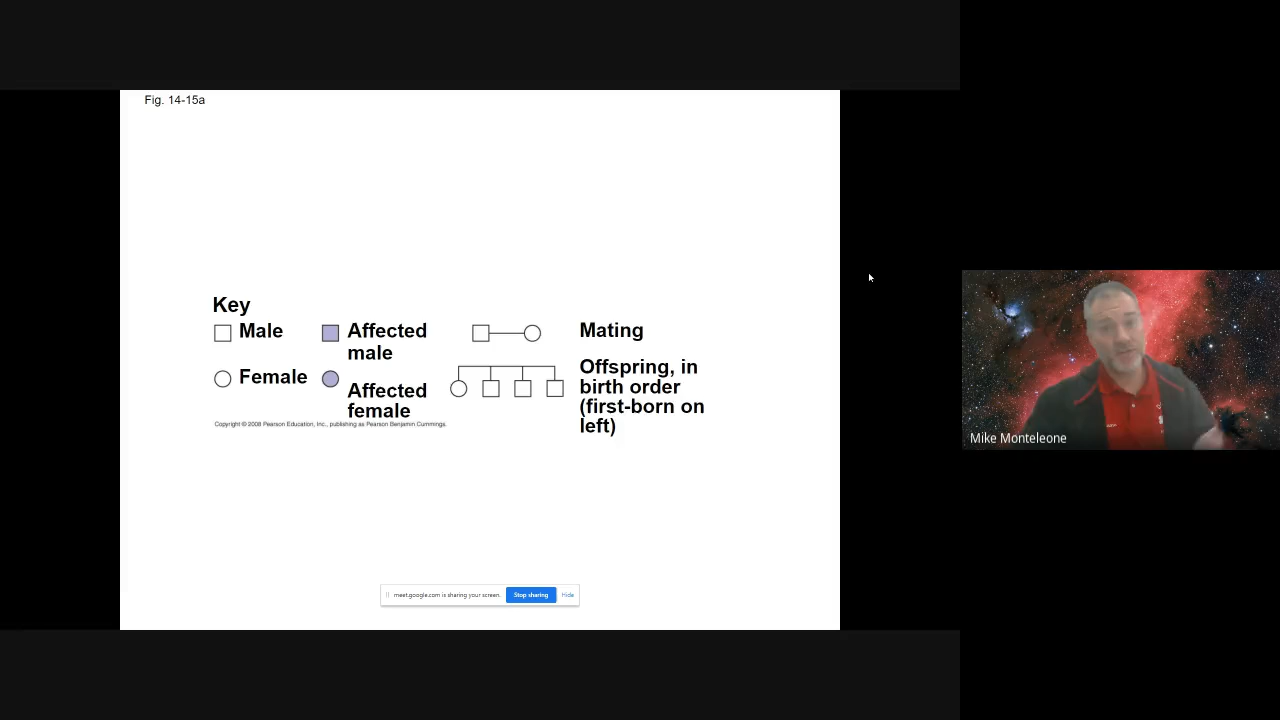 Fig. 14-15a
Key
Male
Affected
male
Mating
Female
Affected
female
Offspring, in
birth order
(first-born on
left)
Copyright © 2008 Pearson Education, Inc., publishing as Pearson Benjamin Cummings.
Mike Monteleone
meet.google.com is sharing your screen.
Stop sharing
Hide